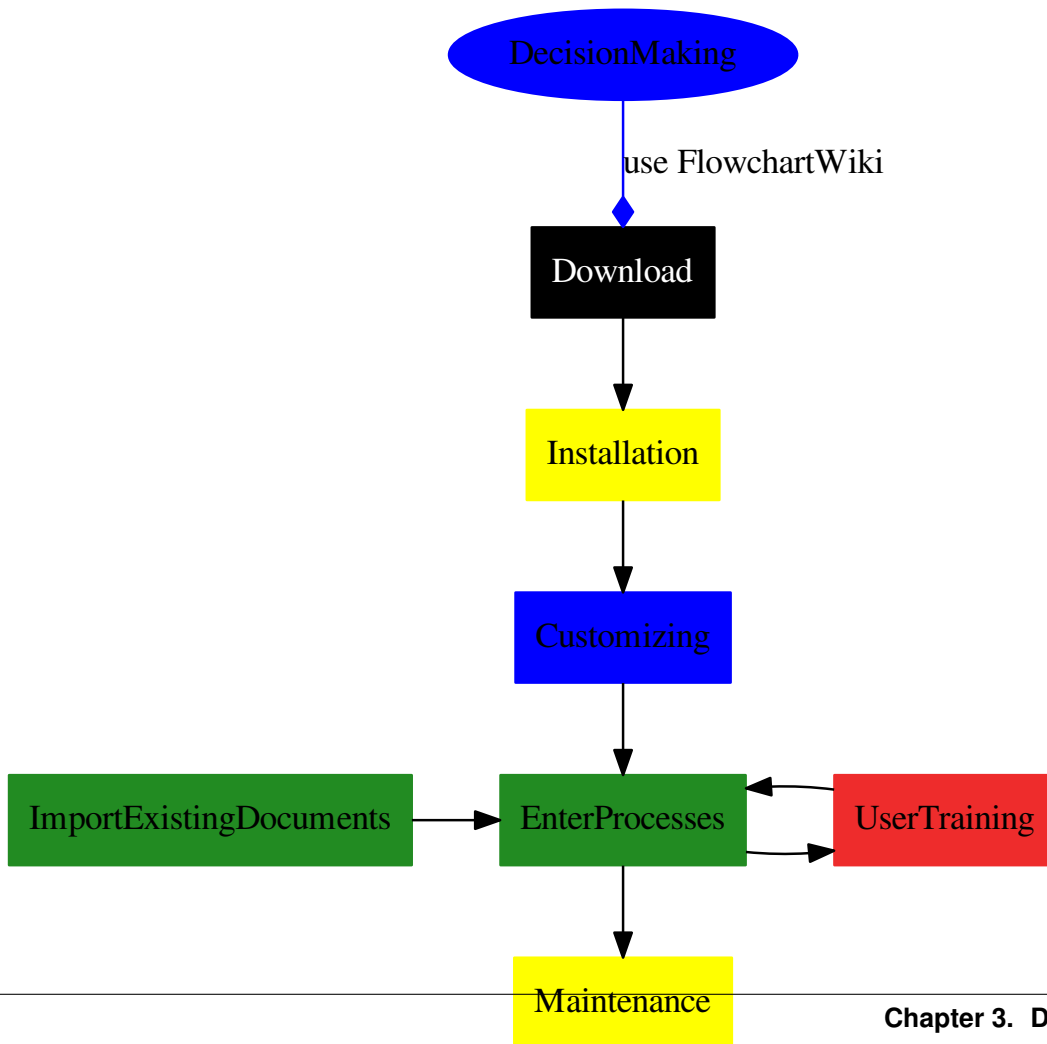 DecisionMaking
use FlowchartWiki
Download
Installation
Customizing
ImportExistingDocuments
EnterProcesses
UserTraining
Maintenance
Chapter 3. D